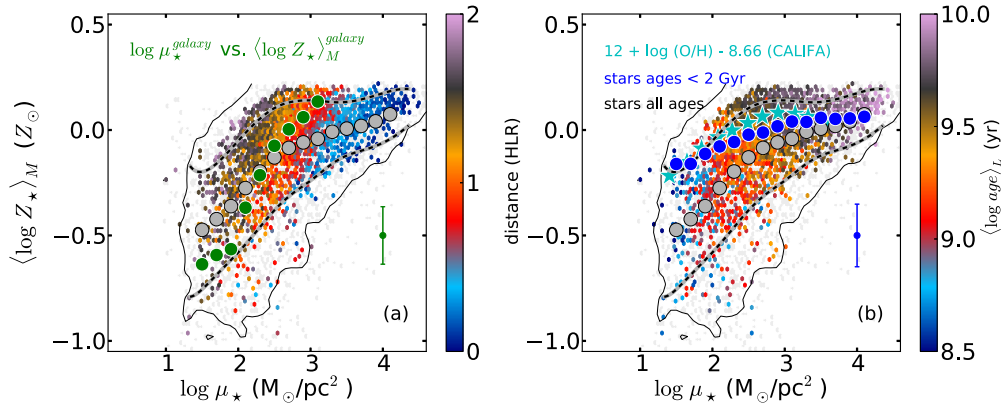 log μ⋆^galaxy vs. ⟨log Z⋆⟩_M^galaxy
⟨log Z⋆⟩_M (Z⊙)
0.5
0.0
−0.5
−1.0
1
2
3
4
log μ⋆ (M⊙/pc²)
(a)
2
1
0
distance (HLR)
12 + log (O/H) - 8.66 (CALIFA)
stars ages < 2 Gyr
stars all ages
0.5
0.0
−0.5
−1.0
1
2
3
4
log μ⋆ (M⊙/pc²)
(b)
10.0
9.5
9.0
8.5
⟨log age⟩_L (yr)